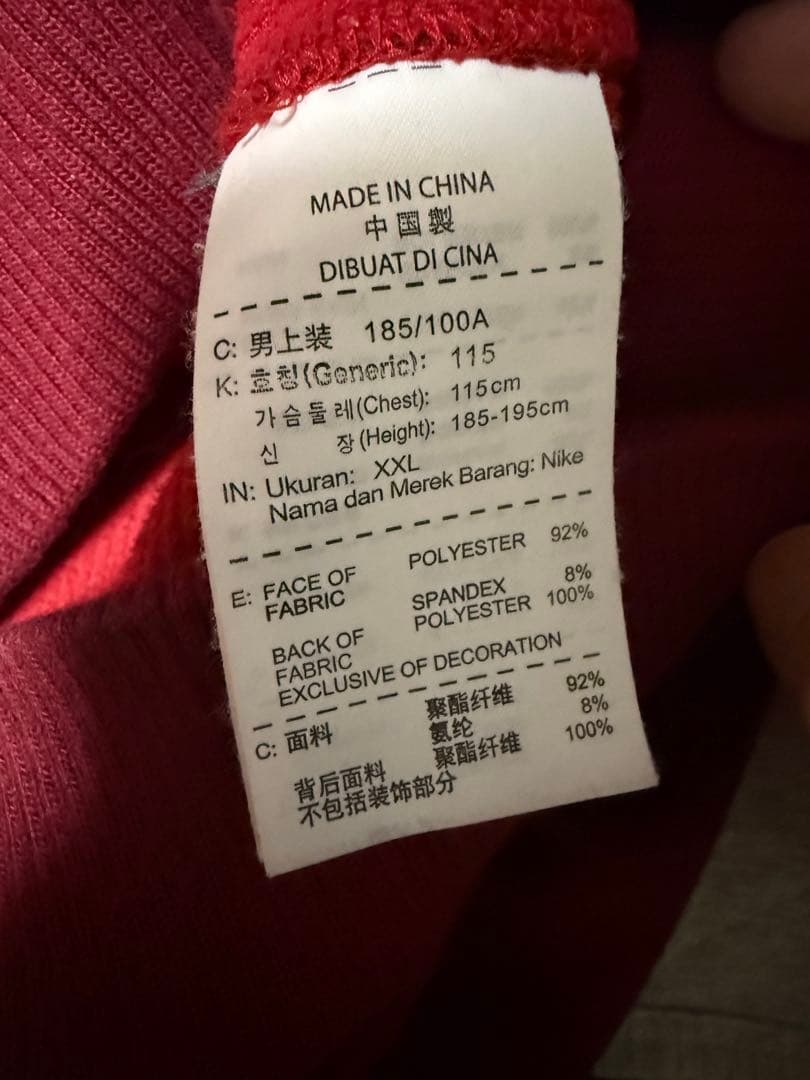 MADE IN CHINA
中国製
DIBUAT DI CINA
C: 男上装 185/100A
K: 호칭(Generic): 115
가슴둘레(Chest): 115cm
신 장(Height): 185-195cm
IN: Ukuran: XXL
Nama dan Merek Barang: Nike
E: FACE OF FABRIC POLYESTER 92%
SPANDEX 8%
BACK OF FABRIC POLYESTER 100%
EXCLUSIVE OF DECORATION
C: 面料 聚酯纤维 92%
氨纶 8%
背后面料 聚酯纤维 100%
不包括装饰部分